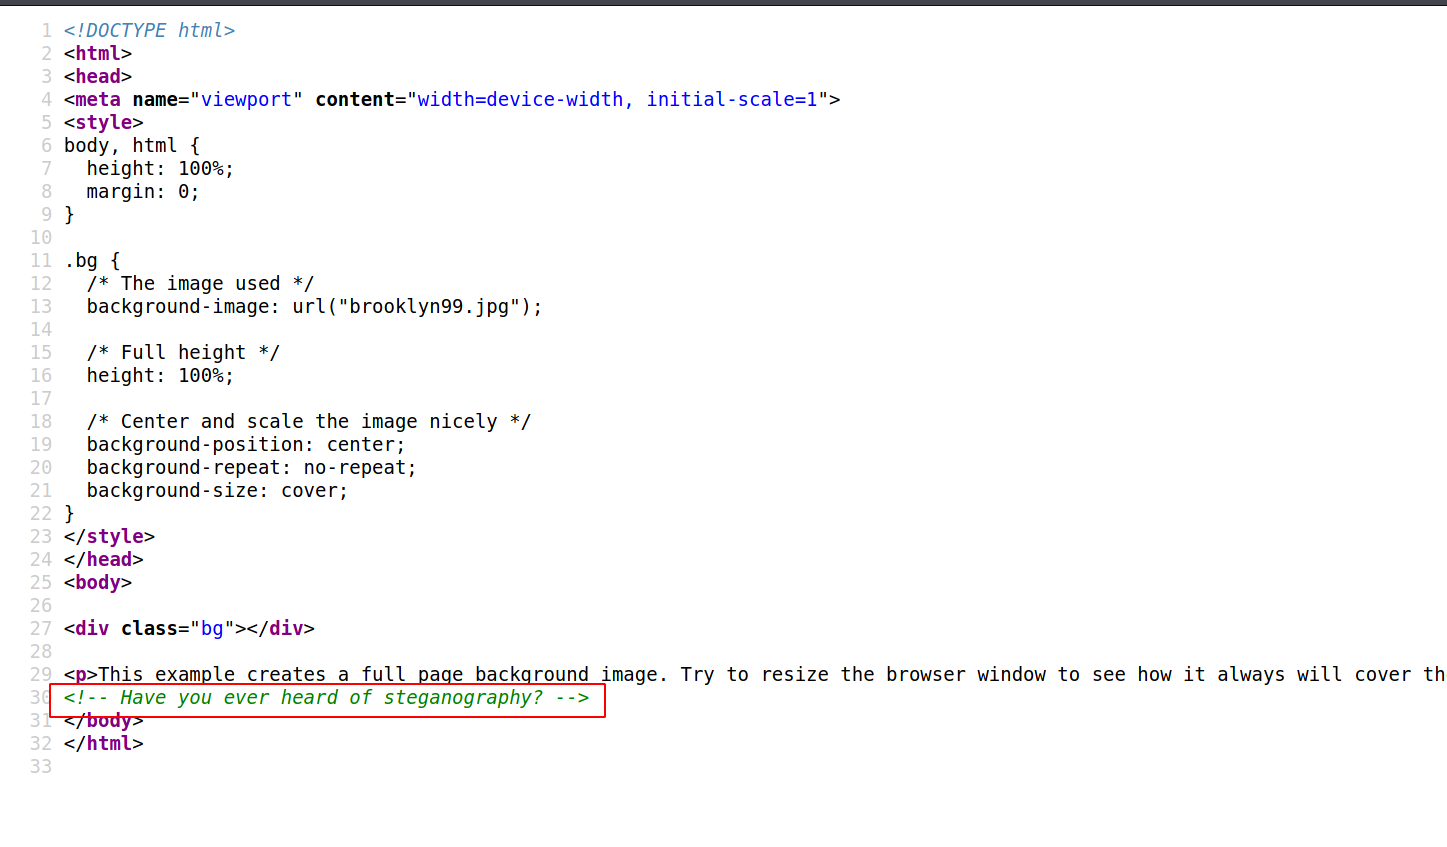 1 <!DOCTYPE html>
2 <html>
3 <head>
4 <meta name="viewport" content="width=device-width, initial-scale=1">
5 <style>
6 body, html {
7   height: 100%;
8   margin: 0;
9 }
10
11 .bg {
12   /* The image used */
13   background-image: url("brooklyn99.jpg");
14
15   /* Full height */
16   height: 100%;
17
18   /* Center and scale the image nicely */
19   background-position: center;
20   background-repeat: no-repeat;
21   background-size: cover;
22 }
23 </style>
24 </head>
25 <body>
26
27 <div class="bg"></div>
28
29 <p>This example creates a full page background image. Try to resize the browser window to see how it always will cover th
30 <!-- Have you ever heard of steganography? -->
31 </body>
32 </html>
33